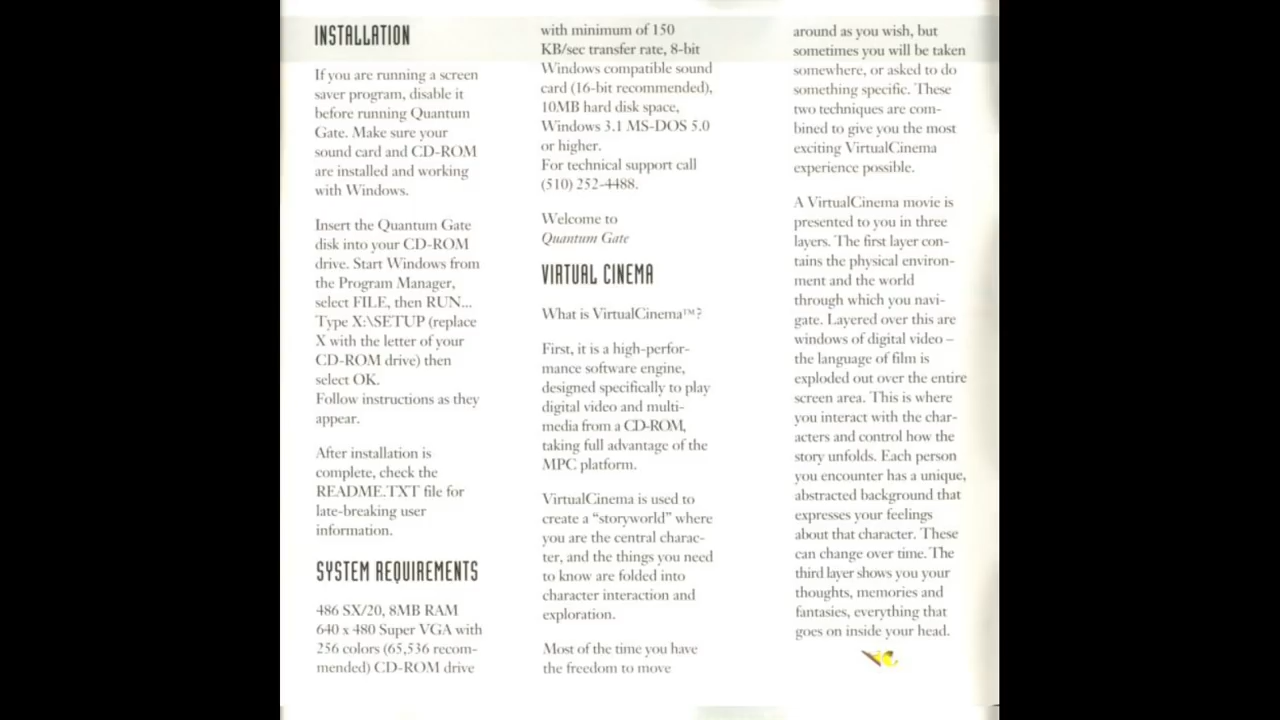 INSTALLATION
If you are running a screen
saver program, disable it
before running Quantum
Gate. Make sure your
sound card and CD-ROM
are installed and working
with Windows.
Insert the Quantum Gate
disk into your CD-ROM
drive. Start Windows from
the Program Manager,
select FILE, then RUN...
Type X:\SETUP (replace
X with the letter of your
CD-ROM drive) then
select OK.
Follow instructions as they
appear.
After installation is
complete, check the
README.TXT file for
late-breaking user
information.
SYSTEM REQUIREMENTS
486 SX/20, 8MB RAM
640 x 480 Super VGA with
256 colors (65,536 recom-
mended) CD-ROM drive
with minimum of 150
KB/sec transfer rate, 8-bit
Windows compatible sound
card (16-bit recommended),
10MB hard disk space,
Windows 3.1 MS-DOS 5.0
or higher.
For technical support call
(510) 252-4488.
Welcome to
Quantum Gate
VIRTUAL CINEMA
What is VirtualCinema™?
First, it is a high-perfor-
mance software engine,
designed specifically to play
digital video and multi-
media from a CD-ROM,
taking full advantage of the
MPC platform.
VirtualCinema is used to
create a “storyworld” where
you are the central charac-
ter, and the things you need
to know are folded into
character interaction and
exploration.
Most of the time you have
the freedom to move
around as you wish, but
sometimes you will be taken
somewhere, or asked to do
something specific. These
two techniques are com-
bined to give you the most
exciting VirtualCinema
experience possible.
A VirtualCinema movie is
presented to you in three
layers. The first layer con-
tains the physical environ-
ment and the world
through which you navi-
gate. Layered over this are
windows of digital video –
the language of film is
exploded out over the entire
screen area. This is where
you interact with the char-
acters and control how the
story unfolds. Each person
you encounter has a unique,
abstracted background that
expresses your feelings
about that character. These
can change over time. The
third layer shows you your
thoughts, memories and
fantasies, everything that
goes on inside your head.
VC